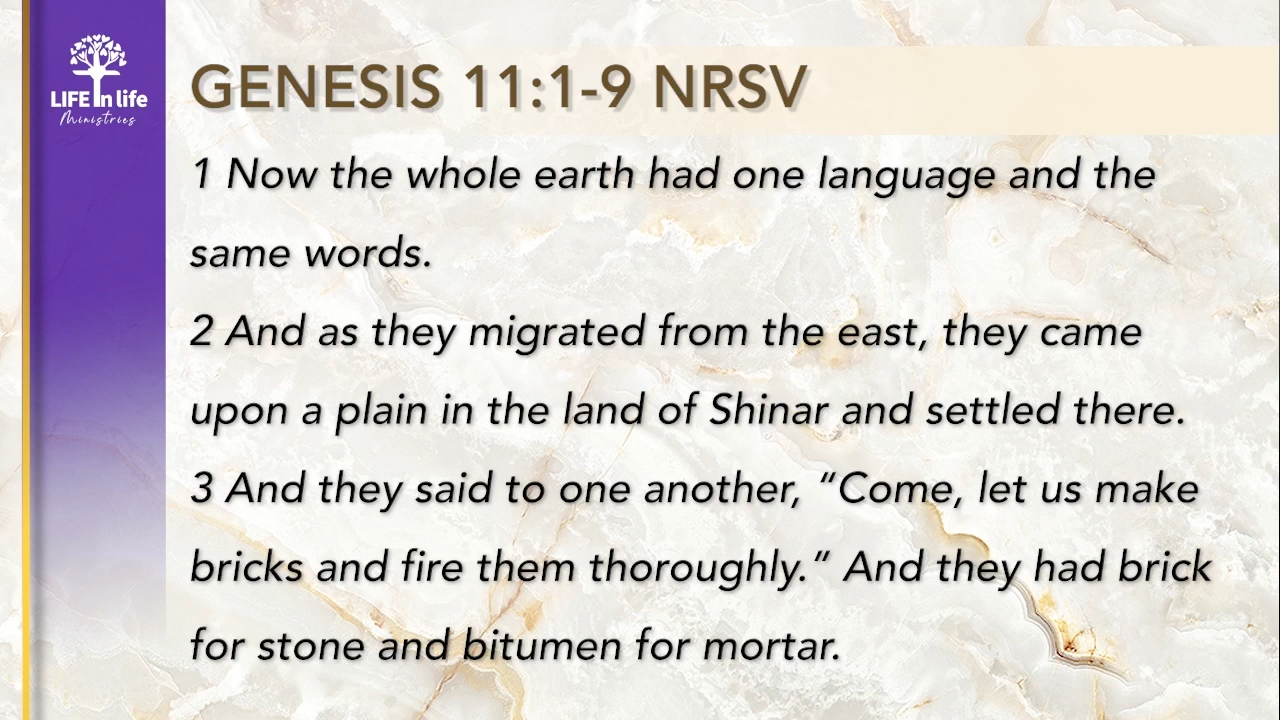 LIFE in life
Ministries
GENESIS 11:1-9 NRSV
1 Now the whole earth had one language and the
same words.
2 And as they migrated from the east, they came
upon a plain in the land of Shinar and settled there.
3 And they said to one another, “Come, let us make
bricks and fire them thoroughly.” And they had brick
for stone and bitumen for mortar.